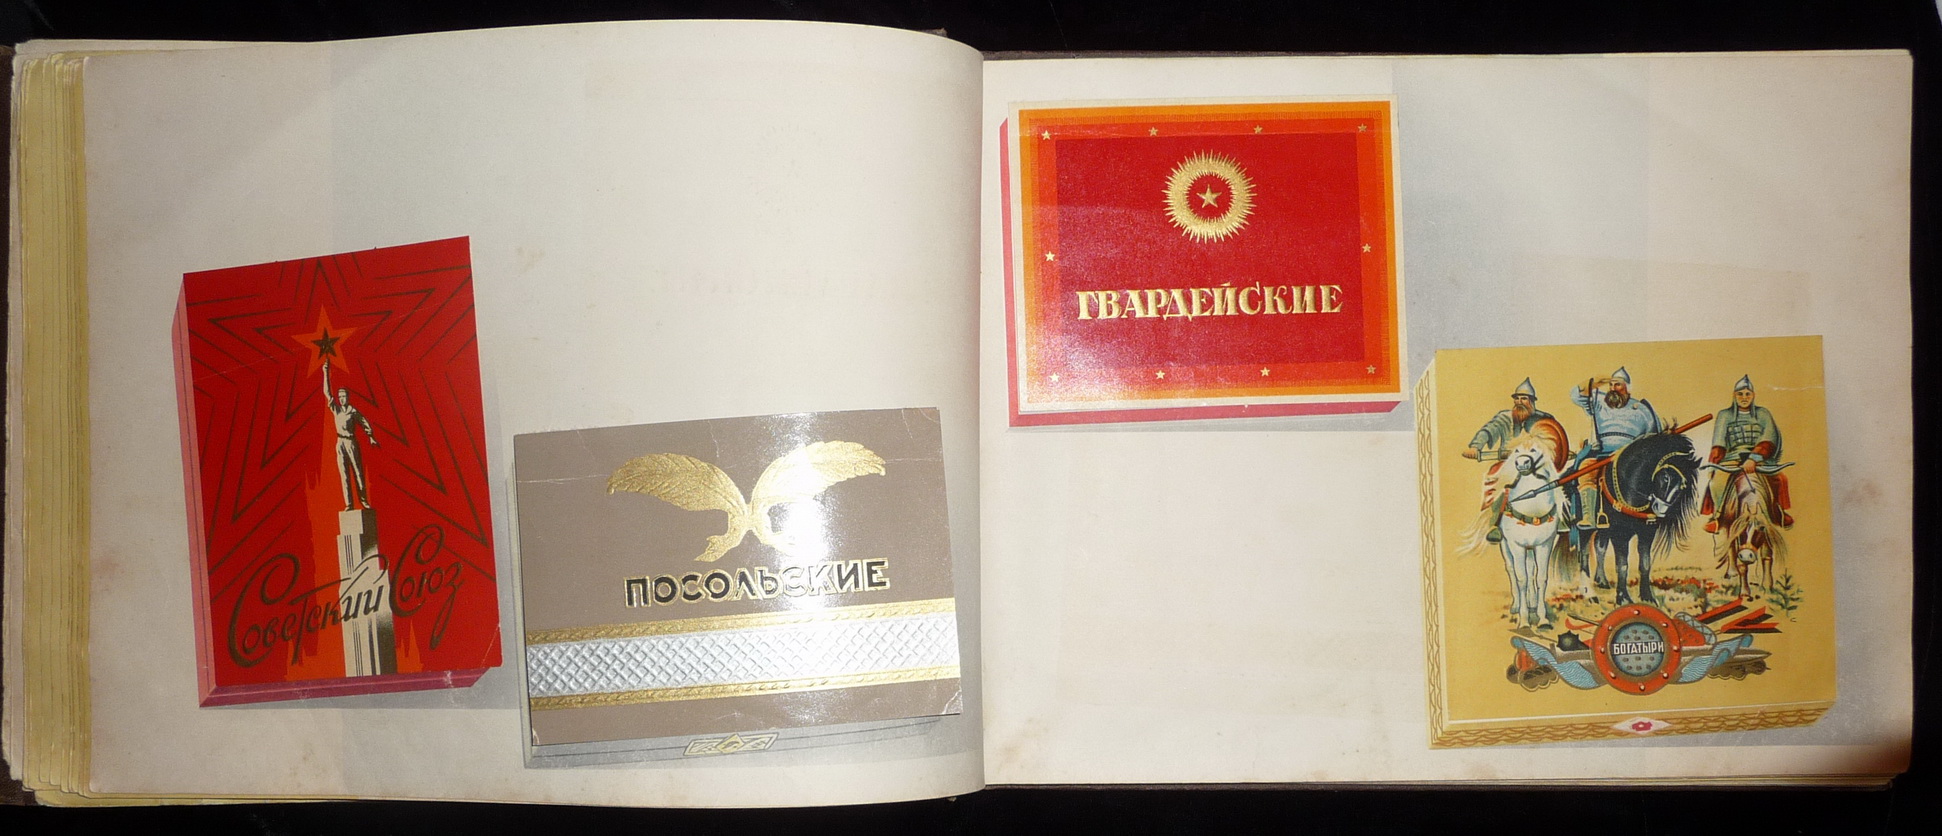 Советский Союз
ПОСОЛЬСКИЕ
ГВАРДЕЙСКИЕ
БОГАТЫРИ